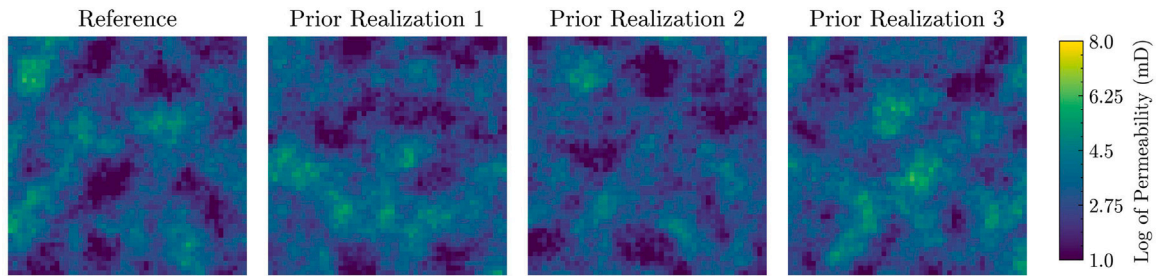 Reference
Prior Realization 1
Prior Realization 2
Prior Realization 3
8.0
6.25
4.5
2.75
1.0
Log of Permeability (mD)